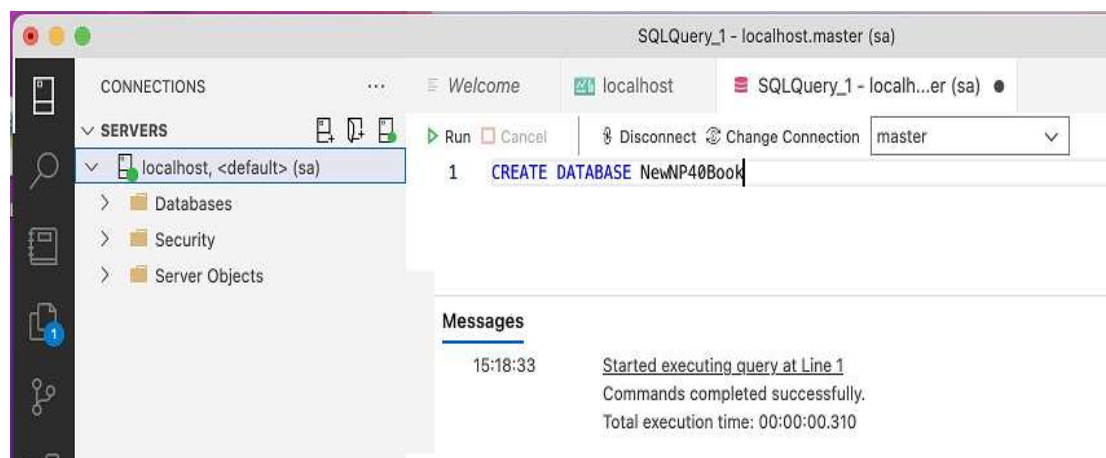 SQLQuery_1 - localhost.master (sa)
CONNECTIONS ...
Welcome localhost SQLQuery_1 - localh...er (sa)
SERVERS
Run Cancel Disconnect Change Connection master
localhost, <default> (sa)
1 CREATE DATABASE NewNP40Book
Databases
Security
Server Objects
1
Messages
15:18:33 Started executing query at Line 1
Commands completed successfully.
Total execution time: 00:00:00.310